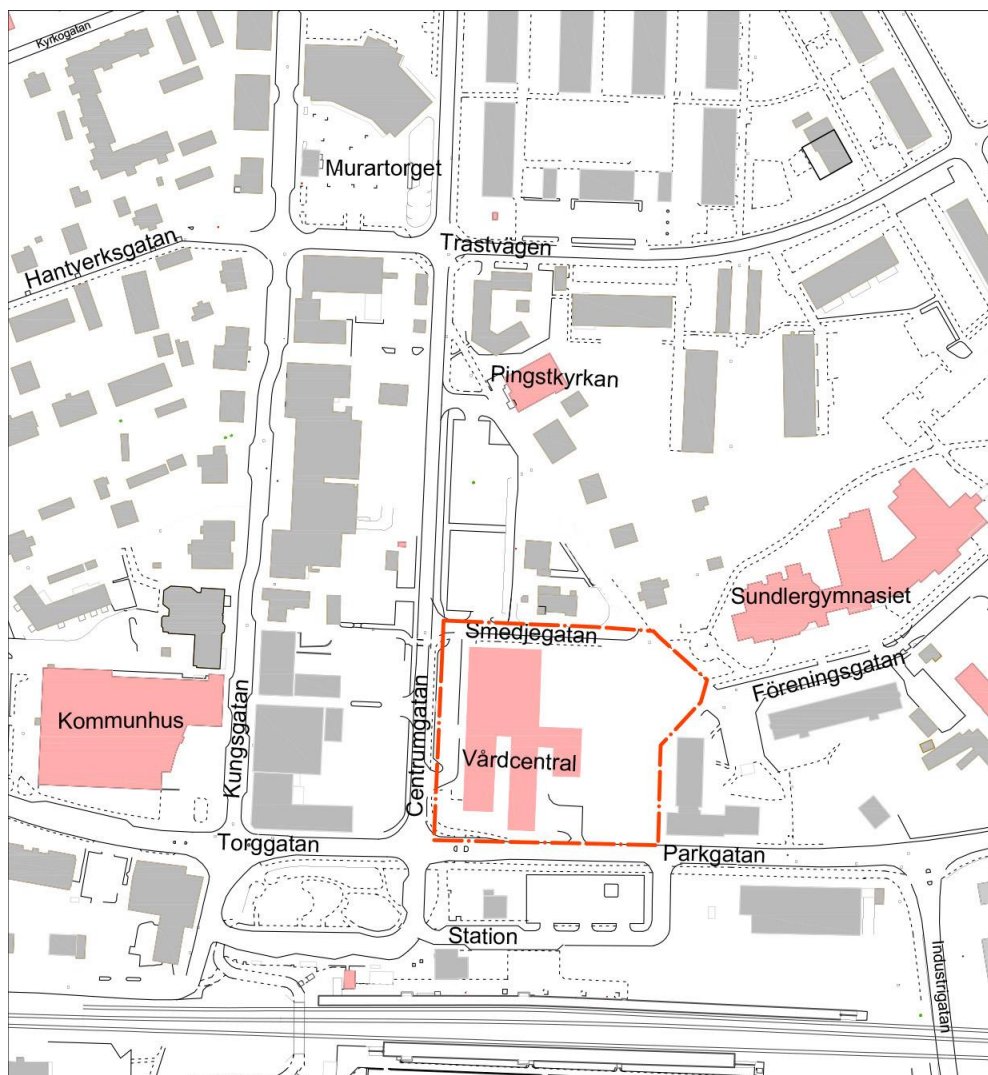 Kyrkogatan
Murartorget
Hantverksgatan
Trastvägen
Pingstkyrkan
Sundlergymnasiet
Smedjegatan
Föreningsgatan
Kommunhus
Kungsgatan
Centrumgatan
Vårdcentral
Torggatan
Parkgatan
Station
Industrigatan